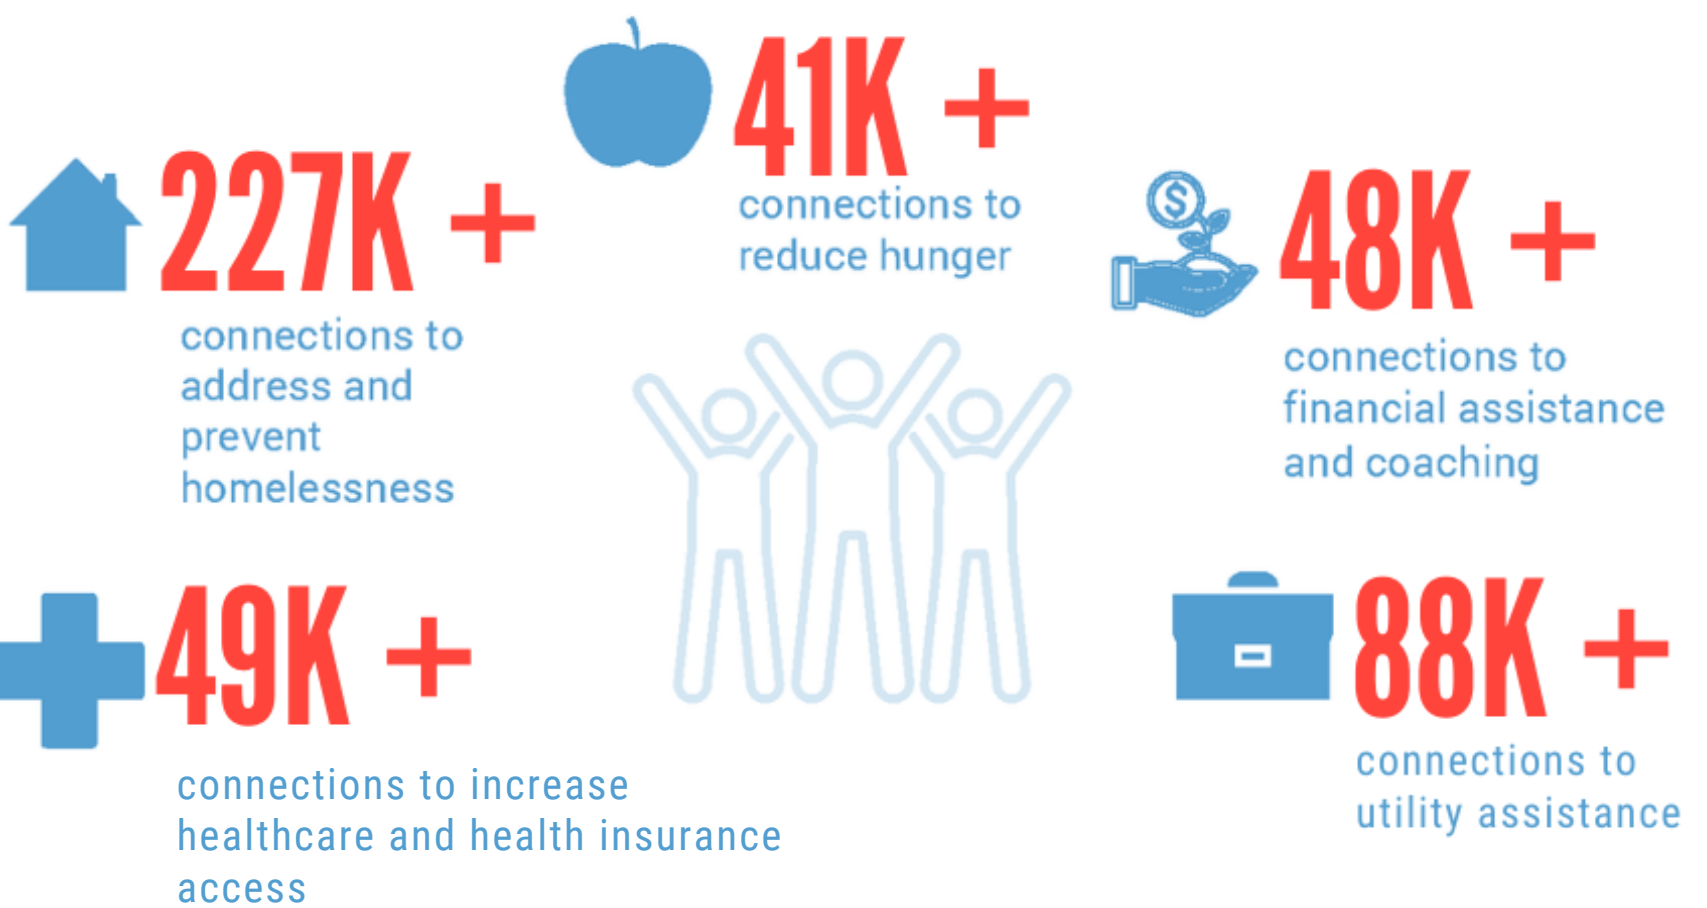 41K +
connections to
reduce hunger
227K +
connections to
address and
prevent
homelessness
$
48K +
connections to
financial assistance
and coaching
49K +
connections to increase
healthcare and health insurance
access
88K +
connections to
utility assistance